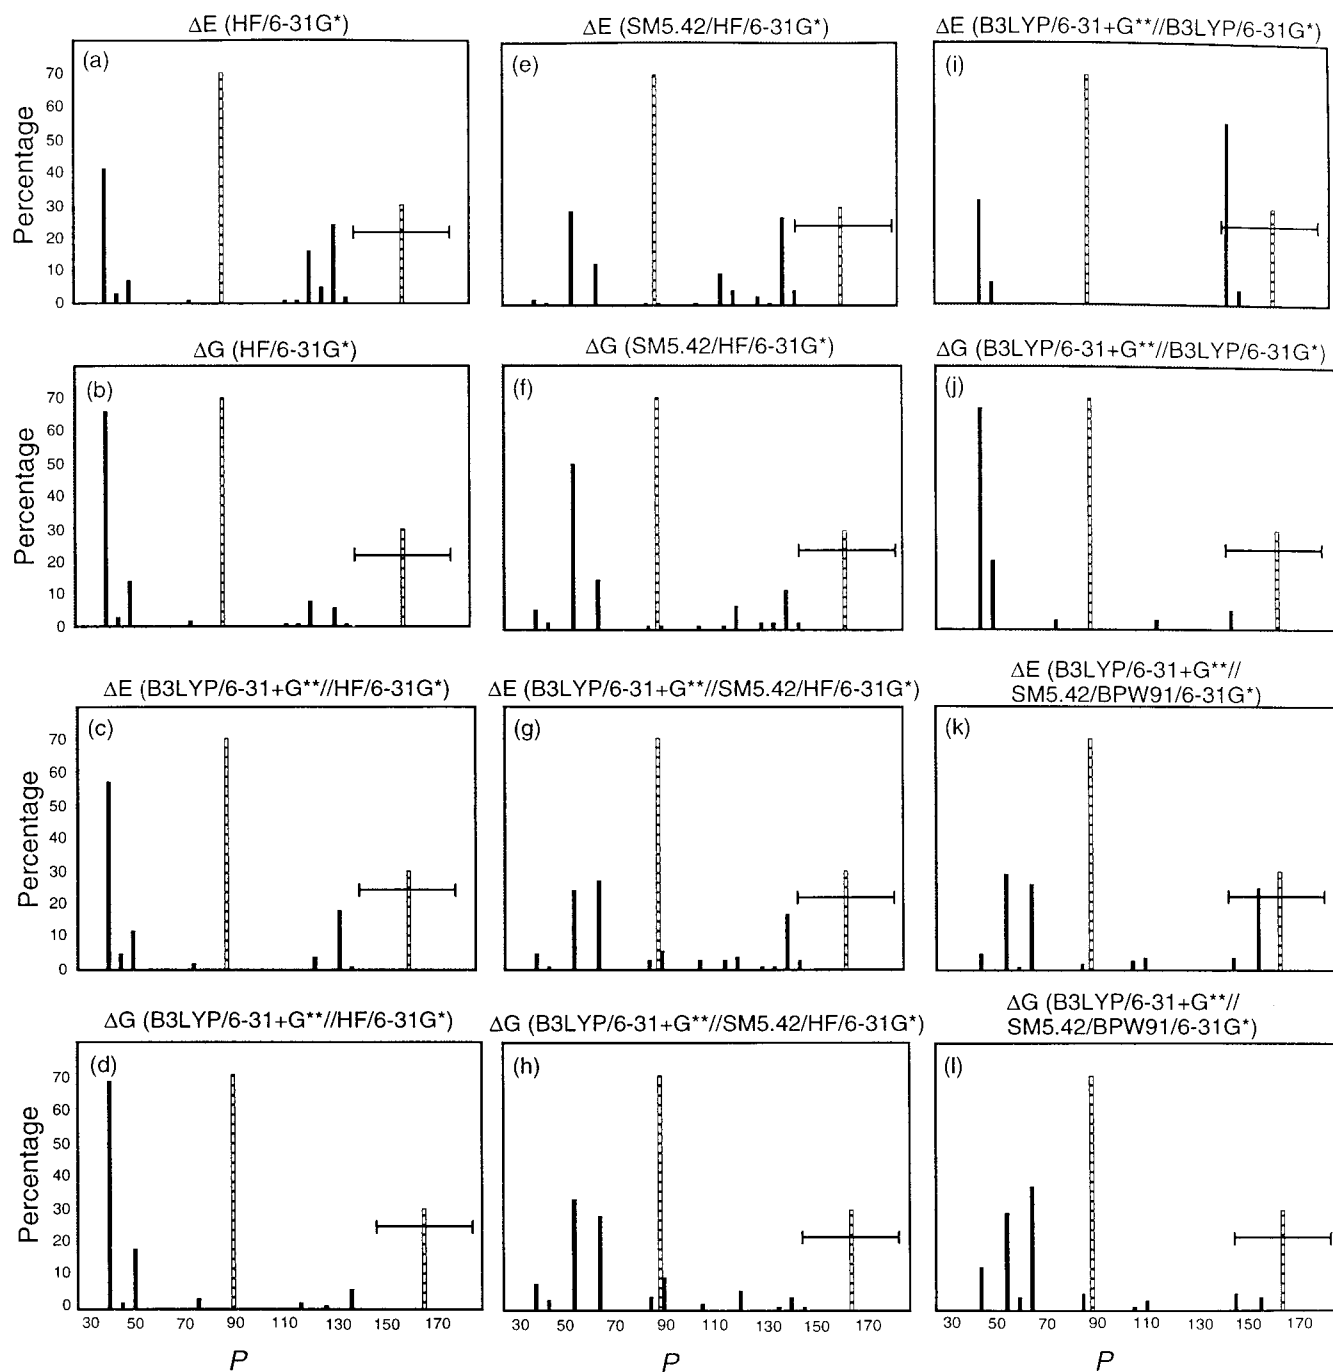 ΔE (HF/6-31G*)
ΔE (SM5.42/HF/6-31G*)
ΔE (B3LYP/6-31+G**//B3LYP/6-31G*)
(a)
(e)
(i)
Percentage
70
60
50
40
30
20
10
0
ΔG (HF/6-31G*)
ΔG (SM5.42/HF/6-31G*)
ΔG (B3LYP/6-31+G**//B3LYP/6-31G*)
(b)
(f)
(j)
Percentage
70
60
50
40
30
20
10
0
ΔE (B3LYP/6-31+G**//HF/6-31G*)
ΔE (B3LYP/6-31+G**//SM5.42/HF/6-31G*)
ΔE (B3LYP/6-31+G**//
SM5.42/BPW91/6-31G*)
(c)
(g)
(k)
Percentage
70
60
50
40
30
20
10
0
ΔG (B3LYP/6-31+G**//HF/6-31G*)
ΔG (B3LYP/6-31+G**//SM5.42/HF/6-31G*)
ΔG (B3LYP/6-31+G**//
SM5.42/BPW91/6-31G*)
(d)
(h)
(l)
Percentage
70
60
50
40
30
20
10
0
30 50 70 90 110 130 150 170
30 50 70 90 110 130 150 170
30 50 70 90 110 130 150 170
P
P
P